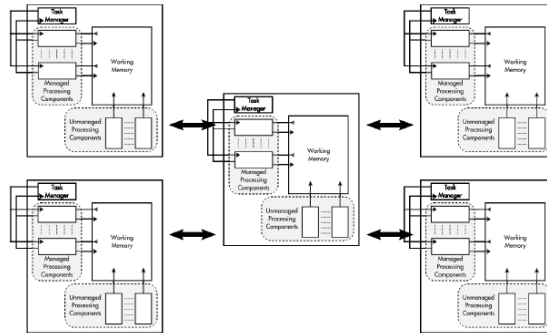 Task
Manager
Working
Memory
Managed
Processing
Components
Unmanaged
Processing
Components
Task
Manager
Working
Memory
Managed
Processing
Components
Unmanaged
Processing
Components
Task
Manager
Working
Memory
Managed
Processing
Components
Unmanaged
Processing
Components
Task
Manager
Working
Memory
Managed
Processing
Components
Unmanaged
Processing
Components
Task
Manager
Working
Memory
Managed
Processing
Components
Unmanaged
Processing
Components